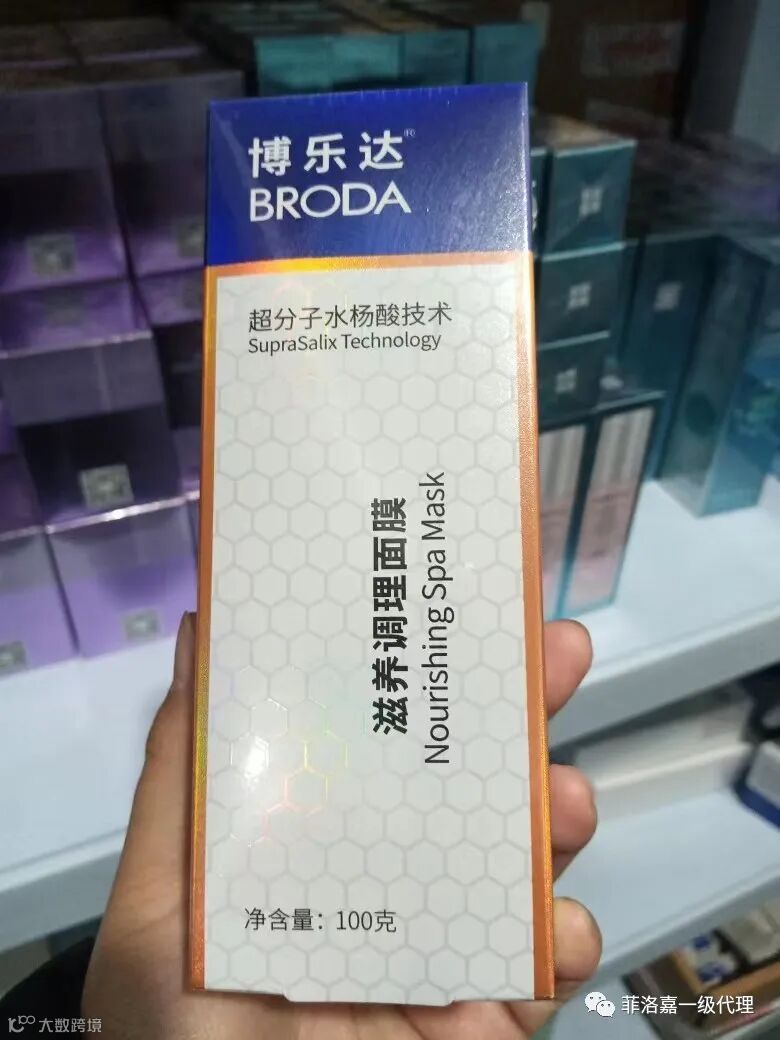 博乐达®
BRODA
超分子水杨酸技术
SupraSalix Technology
滋养调理面膜
Nourishing Spa Mask
净含量：100克
菲洛嘉一级代理
大数跨境